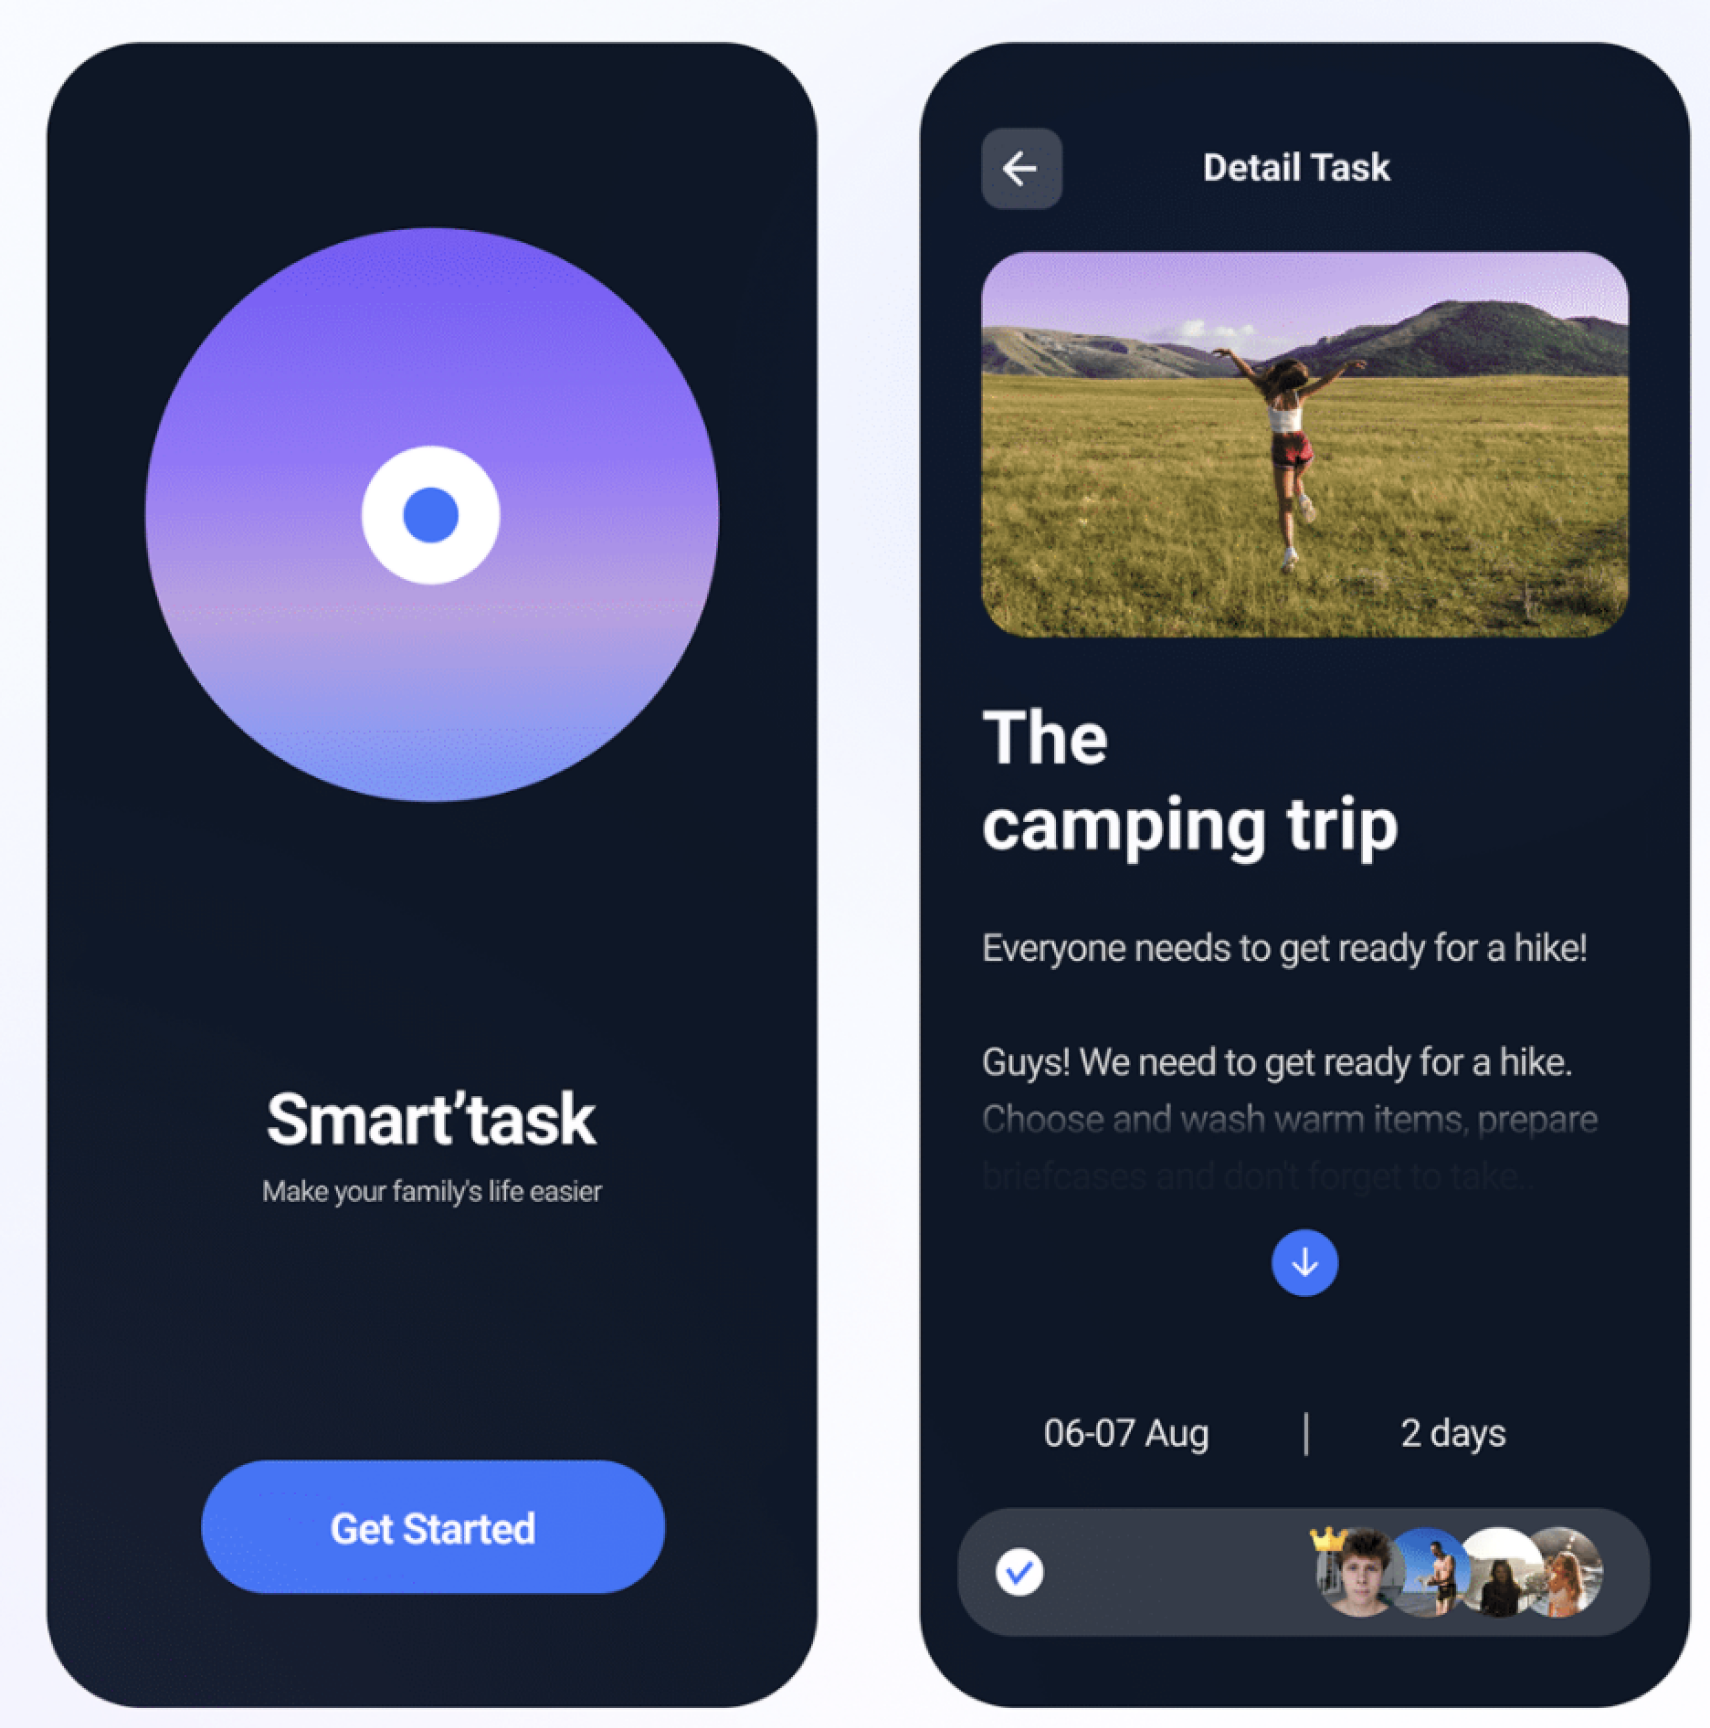 Smart’task
Make your family's life easier
Get Started
Detail Task
The
camping trip
Everyone needs to get ready for a hike!
Guys! We need to get ready for a hike.
Choose and wash warm items, prepare
briefcases and don't forget to take..
06-07 Aug | 2 days